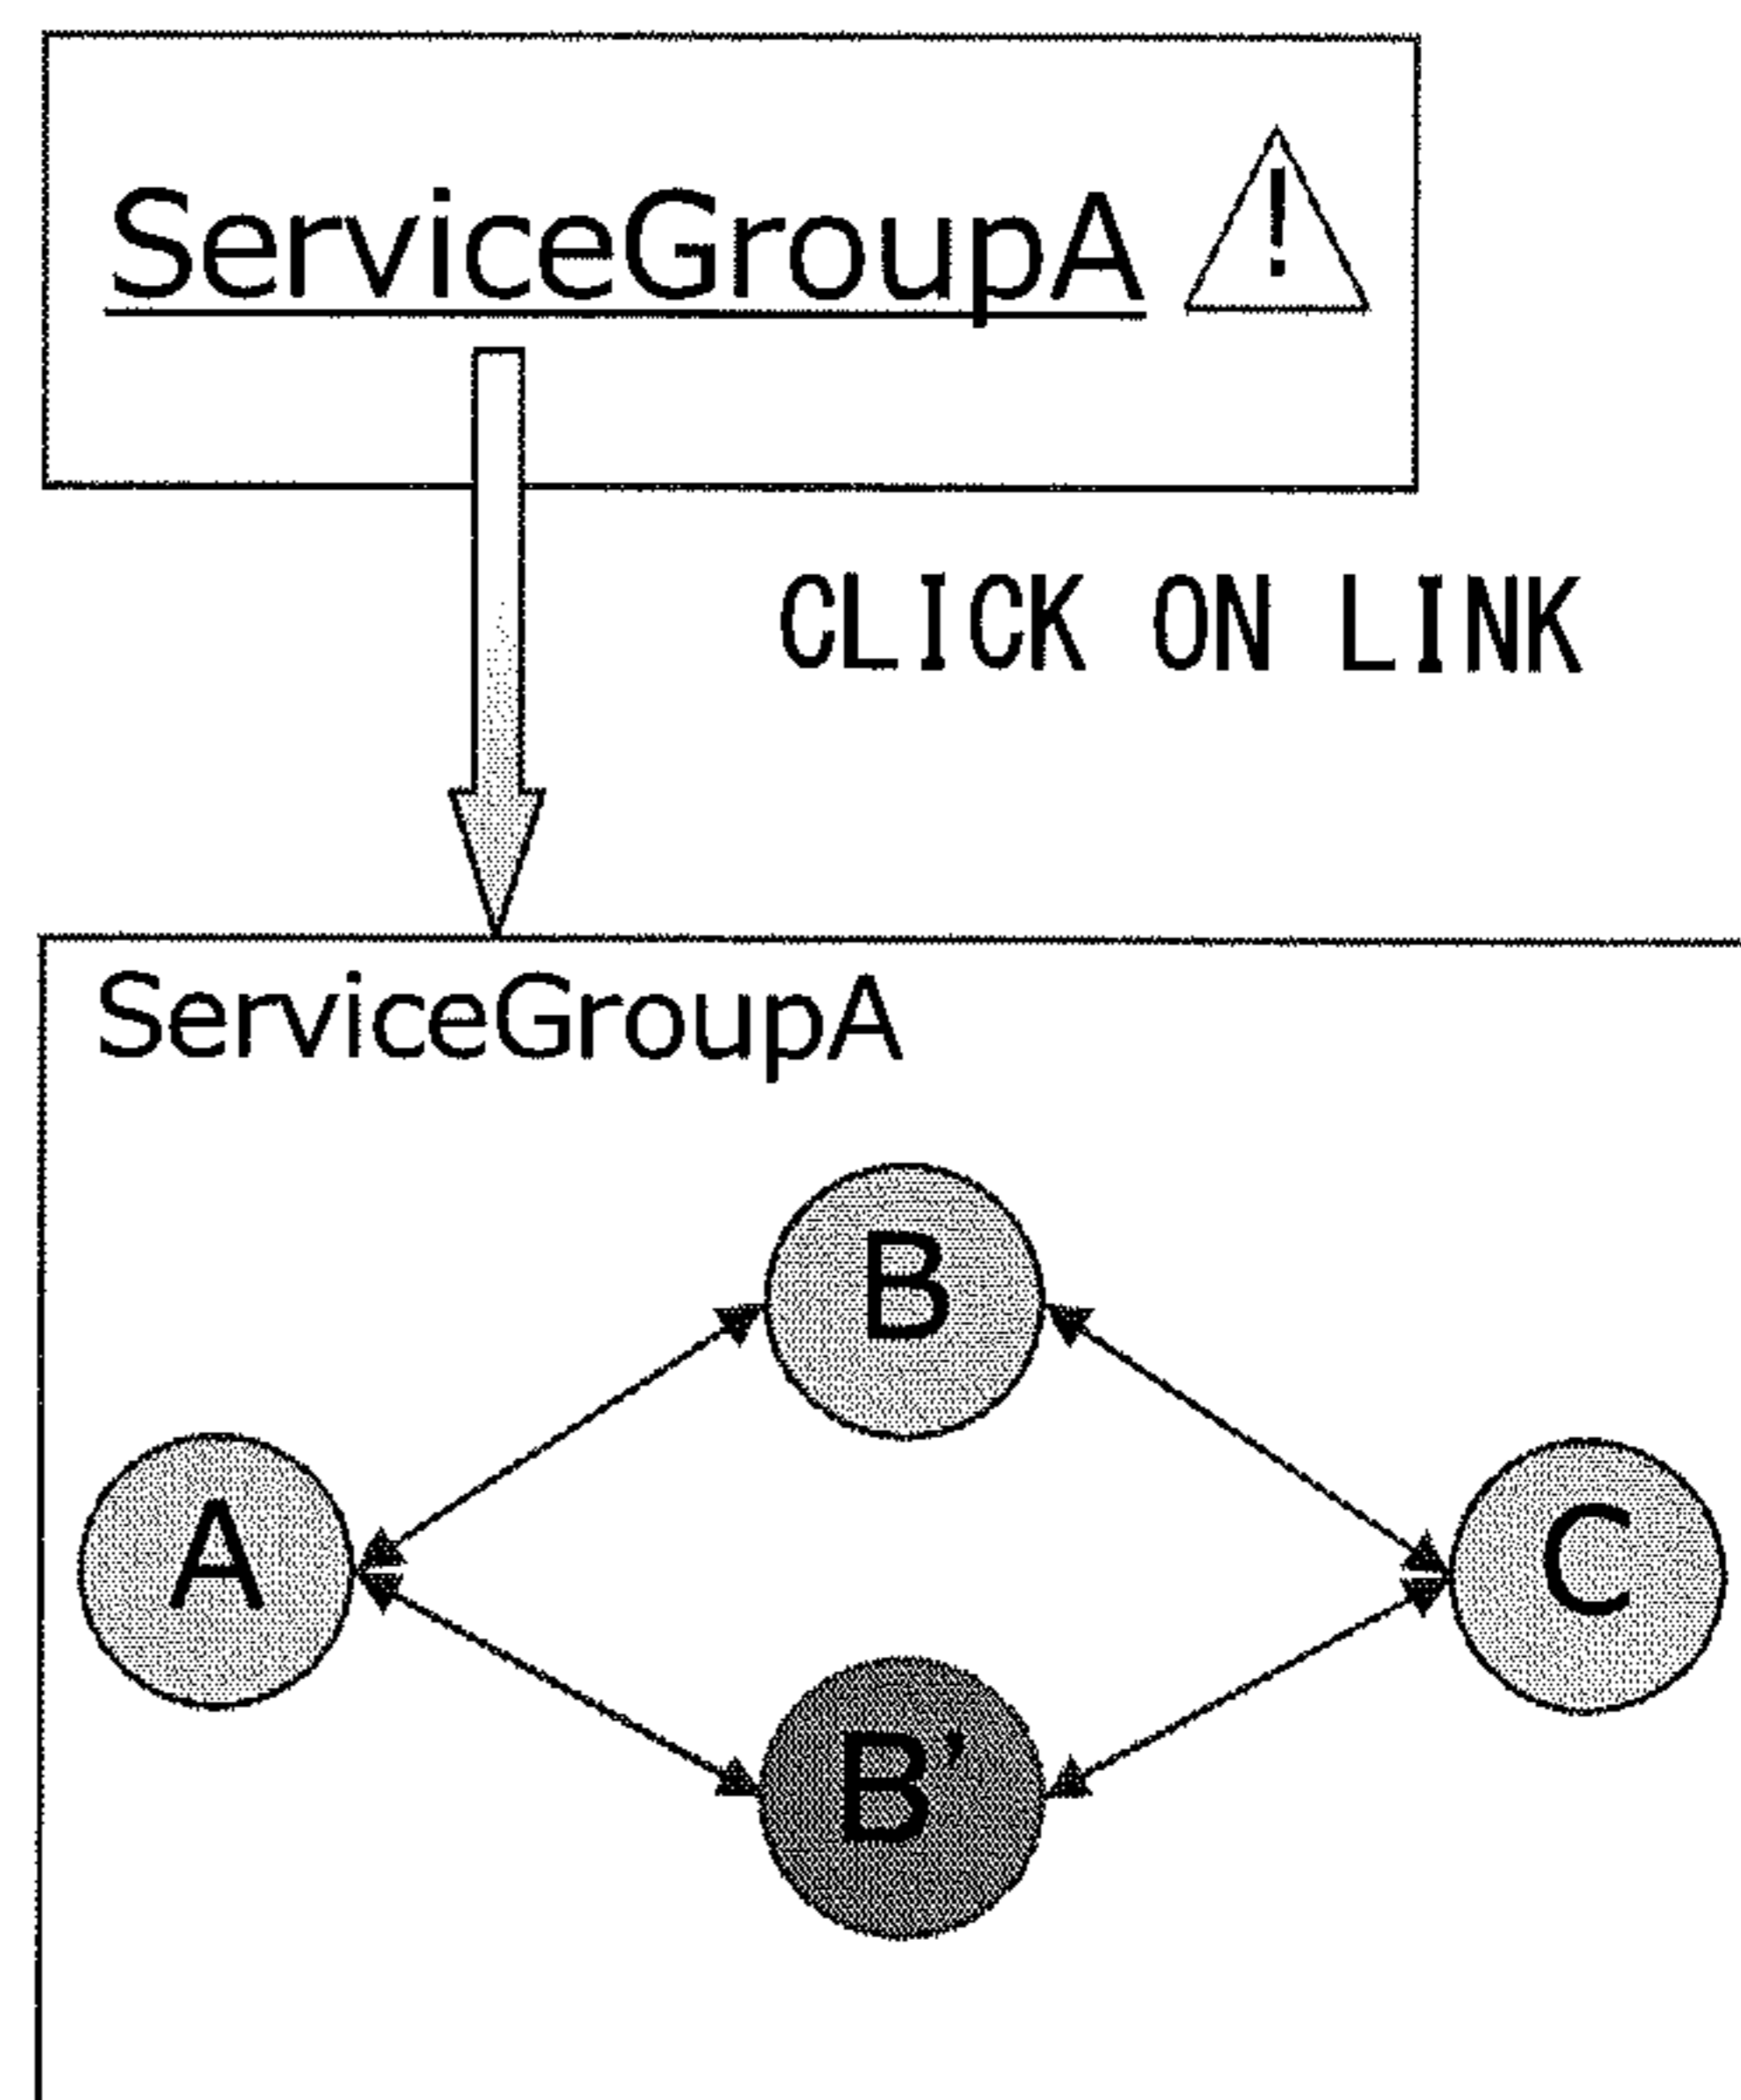 ServiceGroupA !
CLICK ON LINK
ServiceGroupA
B
A
C
B'